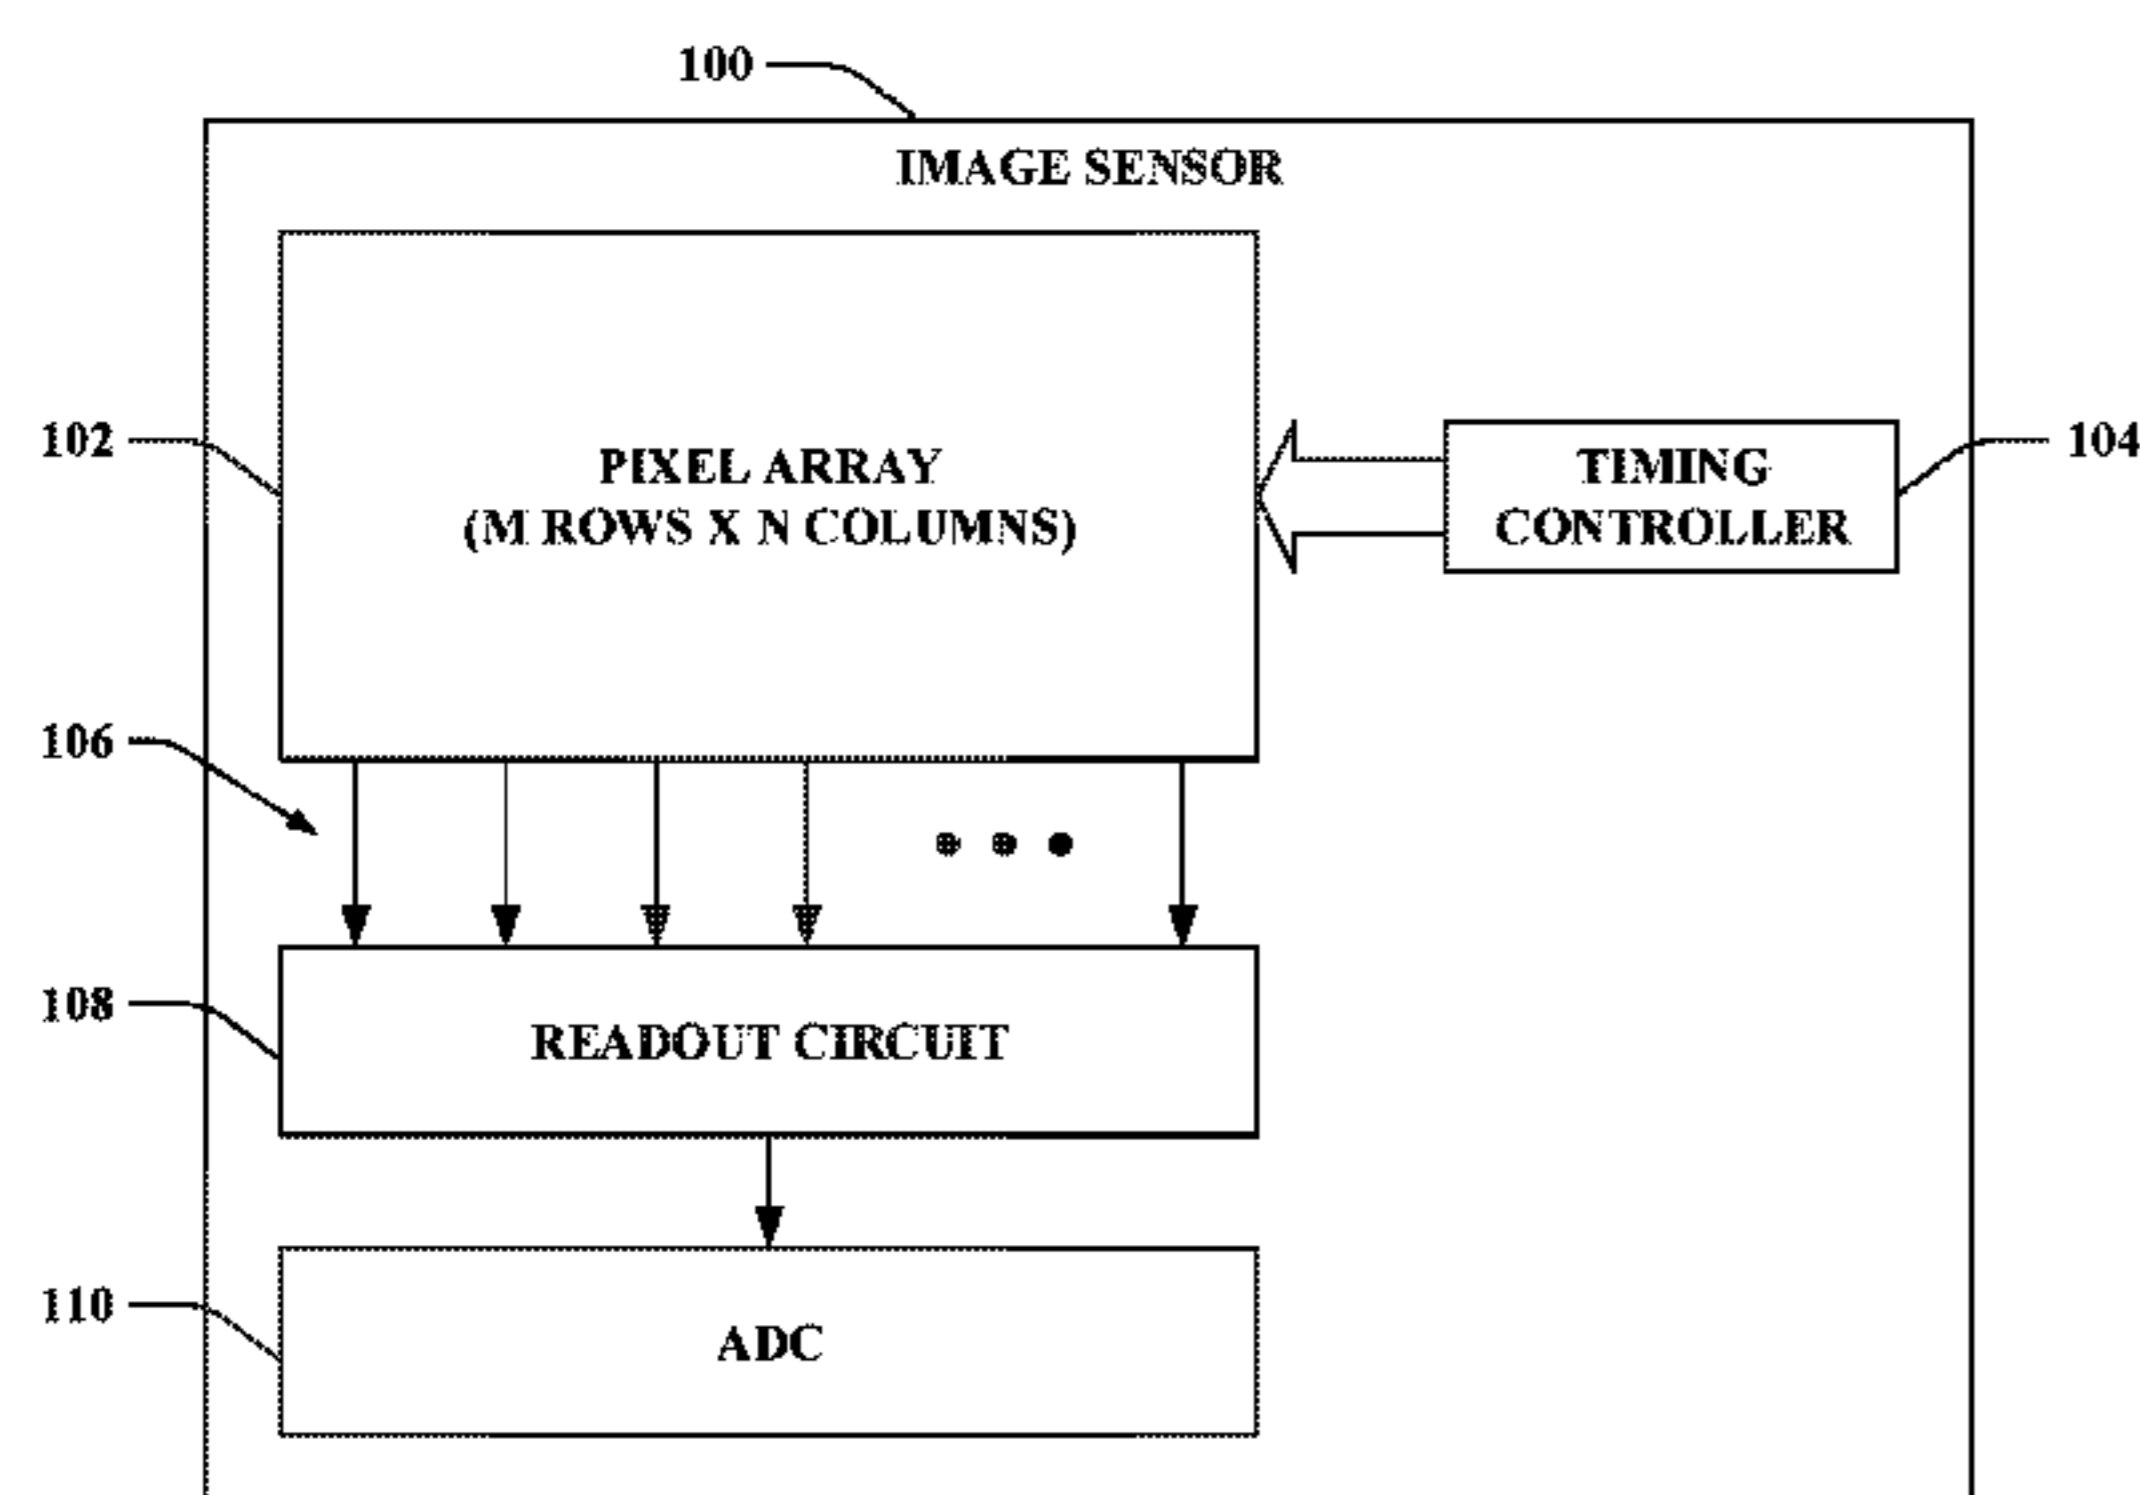 100
IMAGE SENSOR
102
PIXEL ARRAY
(M ROWS X N COLUMNS)
TIMING
CONTROLLER
104
106
108
READOUT CIRCUIT
110
ADC